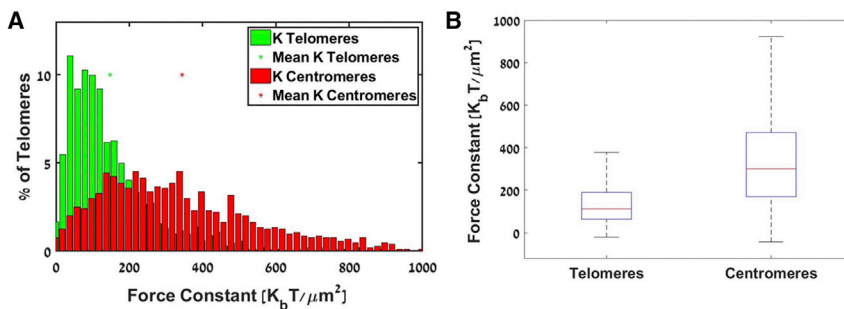 A
B
K Telomeres
Mean K Telomeres
K Centromeres
Mean K Centromeres
% of Telomeres
10
5
0
0
200
400
600
800
1000
Force Constant [K_bT/μm²]
Force Constant [K_bT/μm²]
1000
800
600
400
200
0
Telomeres
Centromeres